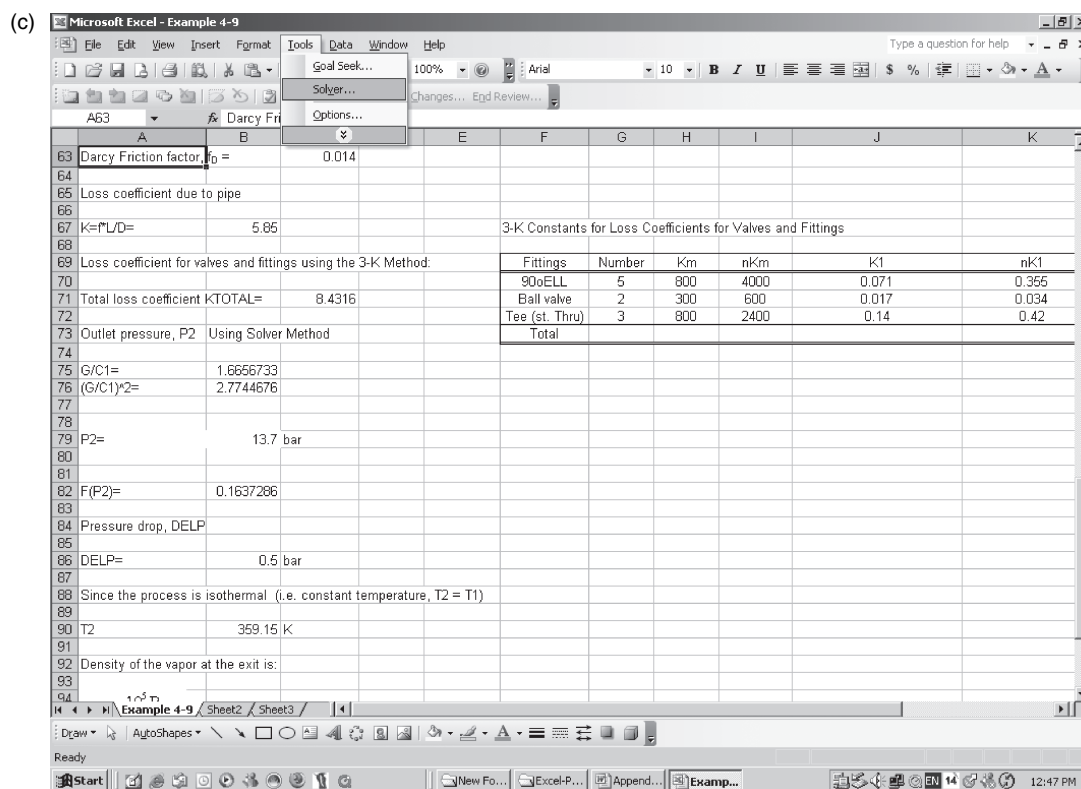 (c)
Microsoft Excel - Example 4-9
File Edit View Insert Format Tools Data Window Help Type a question for help
Goal Seek... 100% Arial 10 B I U $ %
Solver... Changes... End Review...
A63 fx Darcy Fri Options...
A B E F G H I J K
63 Darcy Friction factor, fD = 0.014
64
65 Loss coefficient due to pipe
66
67 K=f*L/D= 5.85 3-K Constants for Loss Coefficients for Valves and Fittings
68
69 Loss coefficient for valves and fittings using the 3-K Method: Fittings Number Km nKm K1 nK1
70 90oELL 5 800 4000 0.071 0.355
71 Total loss coefficient KTOTAL= 8.4316 Ball valve 2 300 600 0.017 0.034
72 Tee (st. Thru) 3 800 2400 0.14 0.42
73 Outlet pressure, P2 Using Solver Method Total
74
75 G/C1= 1.6656733
76 (G/C1)^2= 2.7744676
77
78
79 P2= 13.7 bar
80
81
82 F(P2)= 0.1637286
83
84 Pressure drop, DELP
85
86 DELP= 0.5 bar
87
88 Since the process is isothermal (i.e. constant temperature, T2 = T1)
89
90 T2 359.15 K
91
92 Density of the vapor at the exit is:
93
94
Example 4-9 Sheet2 Sheet3
Draw AutoShapes
Ready
Start New Fo... Excel-P... Append... Examp... EN 14 12:47 PM